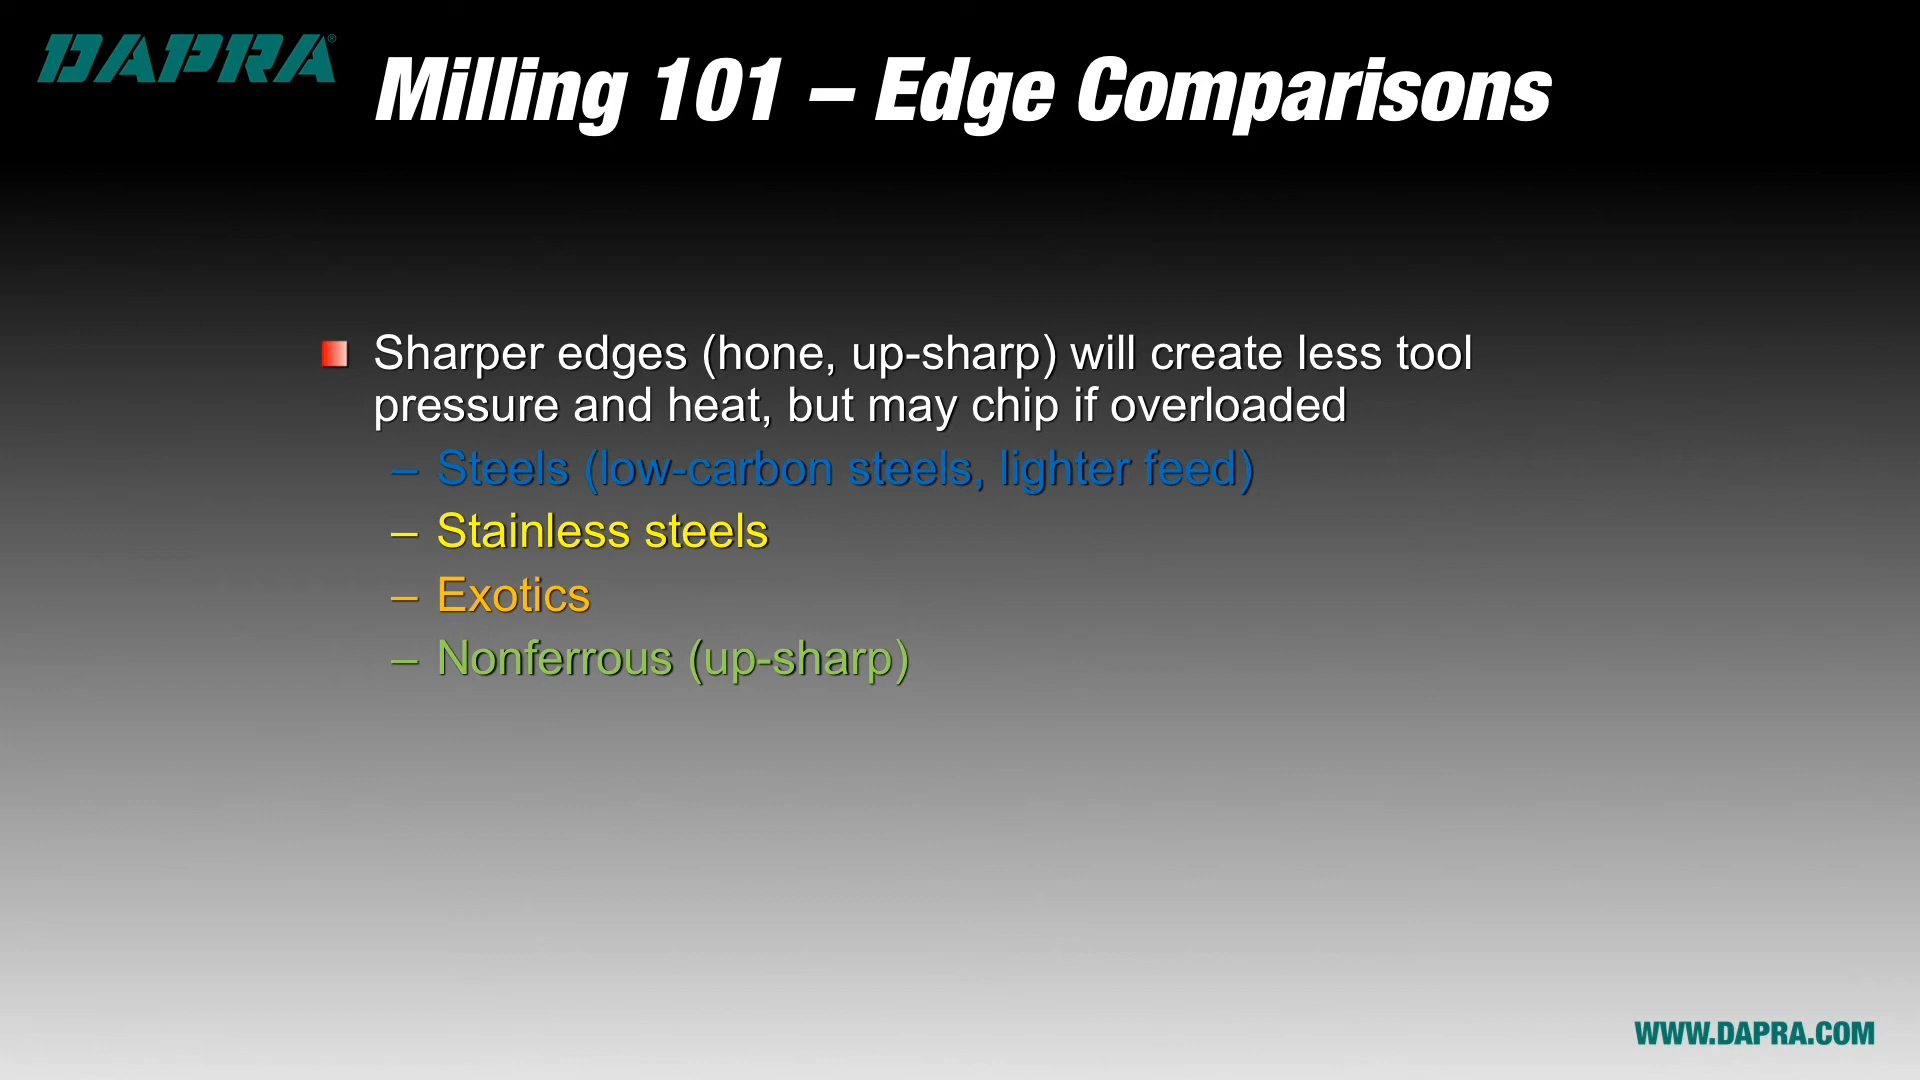 DAPRA®
Milling 101 – Edge Comparisons
Sharper edges (hone, up-sharp) will create less tool
pressure and heat, but may chip if overloaded
– Steels (low-carbon steels, lighter feed)
– Stainless steels
– Exotics
– Nonferrous (up-sharp)
WWW.DAPRA.COM